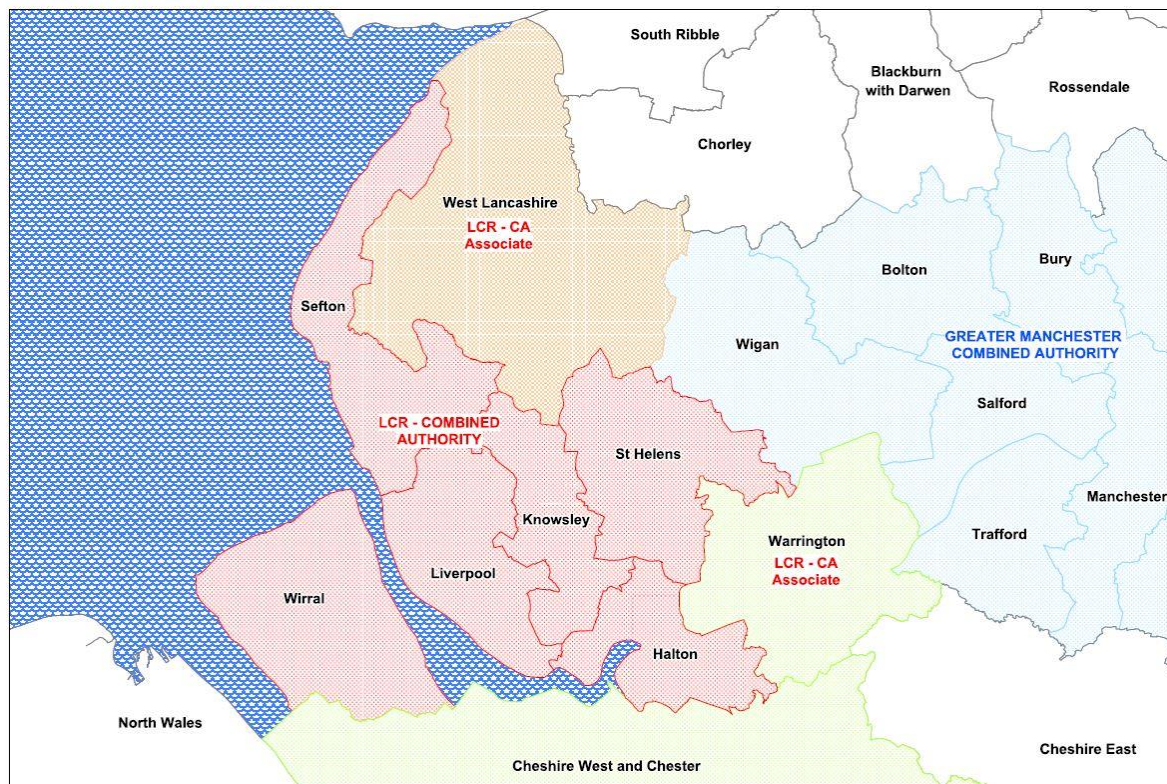 South Ribble
Blackburn
with Darwen
Rossendale
Chorley
West Lancashire
LCR - CA
Associate
Bolton
Bury
Sefton
Wigan
GREATER MANCHESTER
COMBINED AUTHORITY
Salford
LCR - COMBINED
AUTHORITY
St Helens
Manchester
Knowsley
Trafford
Warrington
LCR - CA
Associate
Liverpool
Wirral
Halton
North Wales
Cheshire East
Cheshire West and Chester